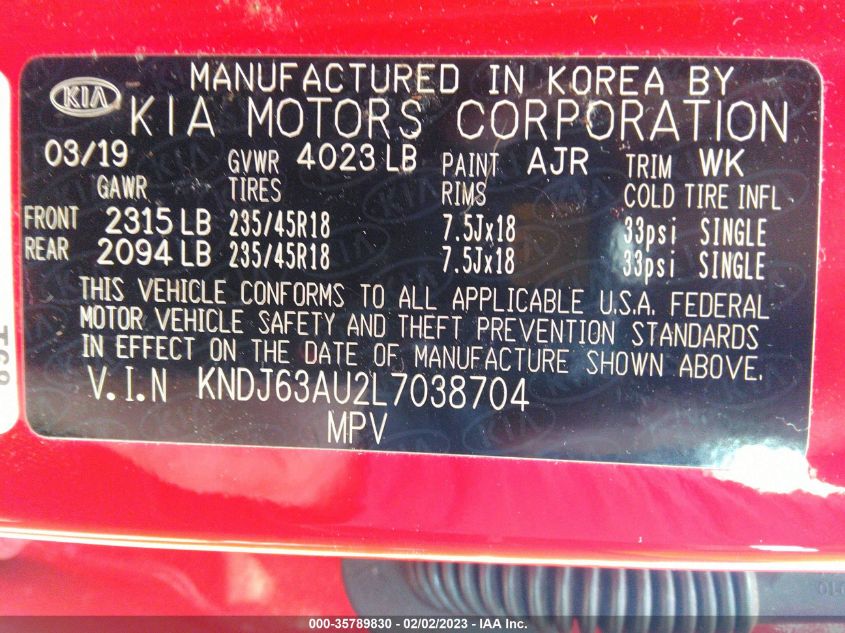 KIA
MANUFACTURED IN KOREA BY
KIA MOTORS CORPORATION
03/19 GVWR 4023 LB PAINT AJR TRIM WK
GAWR TIRES RIMS COLD TIRE INFL
FRONT 2315 LB 235/45R18 7.5Jx18 33psi SINGLE
REAR 2094 LB 235/45R18 7.5Jx18 33psi SINGLE
THIS VEHICLE CONFORMS TO ALL APPLICABLE U.S.A. FEDERAL
MOTOR VEHICLE SAFETY AND THEFT PREVENTION STANDARDS
IN EFFECT ON THE DATE OF MANUFACTURE SHOWN ABOVE.
V.I.N KNDJ63AU2L7038704
MPV
000-35789830 - 02/02/2023 - IAA Inc.